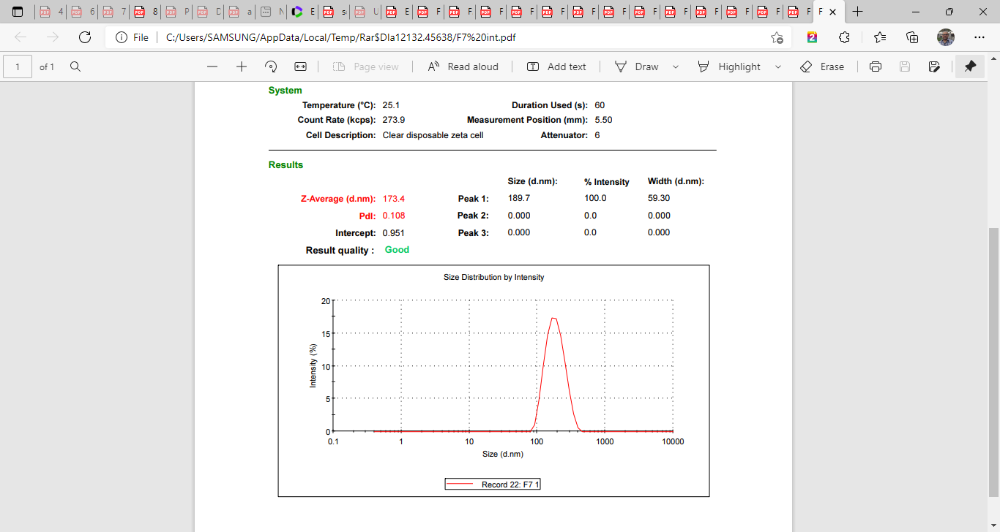 4 6 7 8 P D a N E s U E F F F F F F F F F F F F F F
File C:/Users/SAMSUNG/AppData/Local/Temp/Rar$DIa12132.45638/F7%20int.pdf
1 of 1 Page view Read aloud Add text Draw Highlight Erase
System
Temperature (°C): 25.1 Duration Used (s): 60
Count Rate (kcps): 273.9 Measurement Position (mm): 5.50
Cell Description: Clear disposable zeta cell Attenuator: 6
Results
Size (d.nm): % Intensity Width (d.nm):
Z-Average (d.nm): 173.4 Peak 1: 189.7 100.0 59.30
PdI: 0.108 Peak 2: 0.000 0.0 0.000
Intercept: 0.951 Peak 3: 0.000 0.0 0.000
Result quality : Good
Size Distribution by Intensity
20
15
10
5
0
Intensity (%)
0.1 1 10 100 1000 10000
Size (d.nm)
Record 22: F7 1